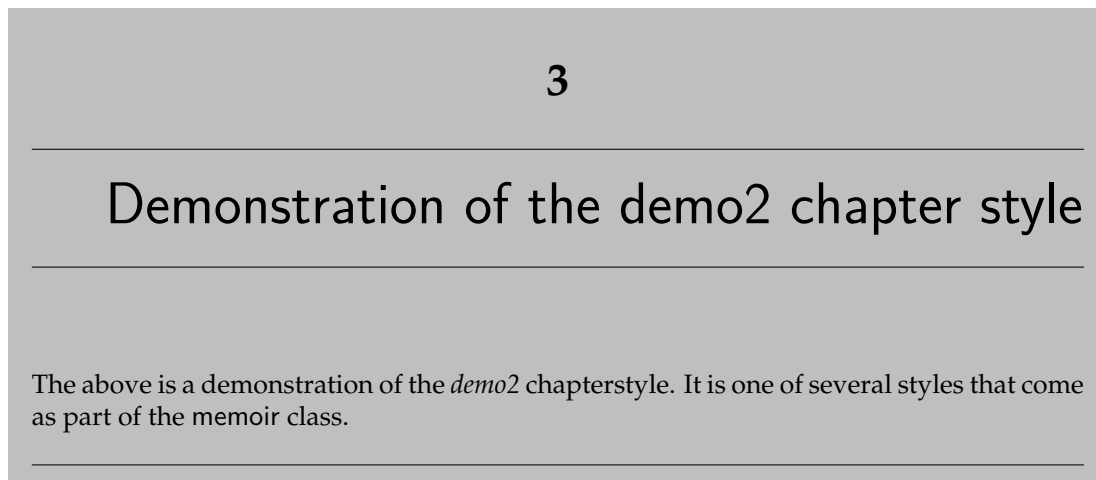 3
Demonstration of the demo2 chapter style
The above is a demonstration of the demo2 chapterstyle. It is one of several styles that come
as part of the memoir class.